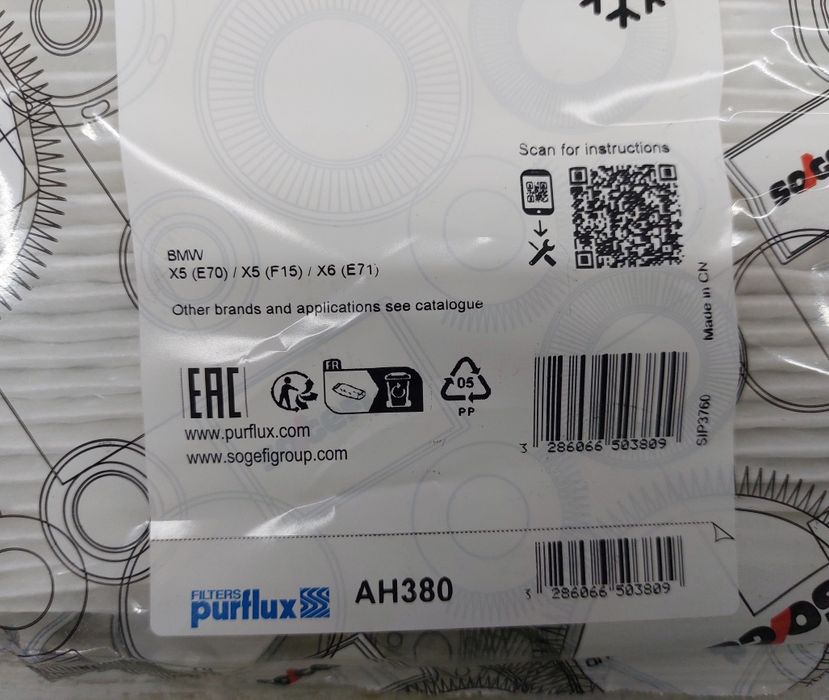 Scan for instructions
BMW
X5 (E70) / X5 (F15) / X6 (E71)
Other brands and applications see catalogue
Made in CN
EAC
FR
05
PP
www.purflux.com
www.sogefigroup.com
3 286066 503809
SIP3760
FILTERS
purflux
AH380
3 286066 503809